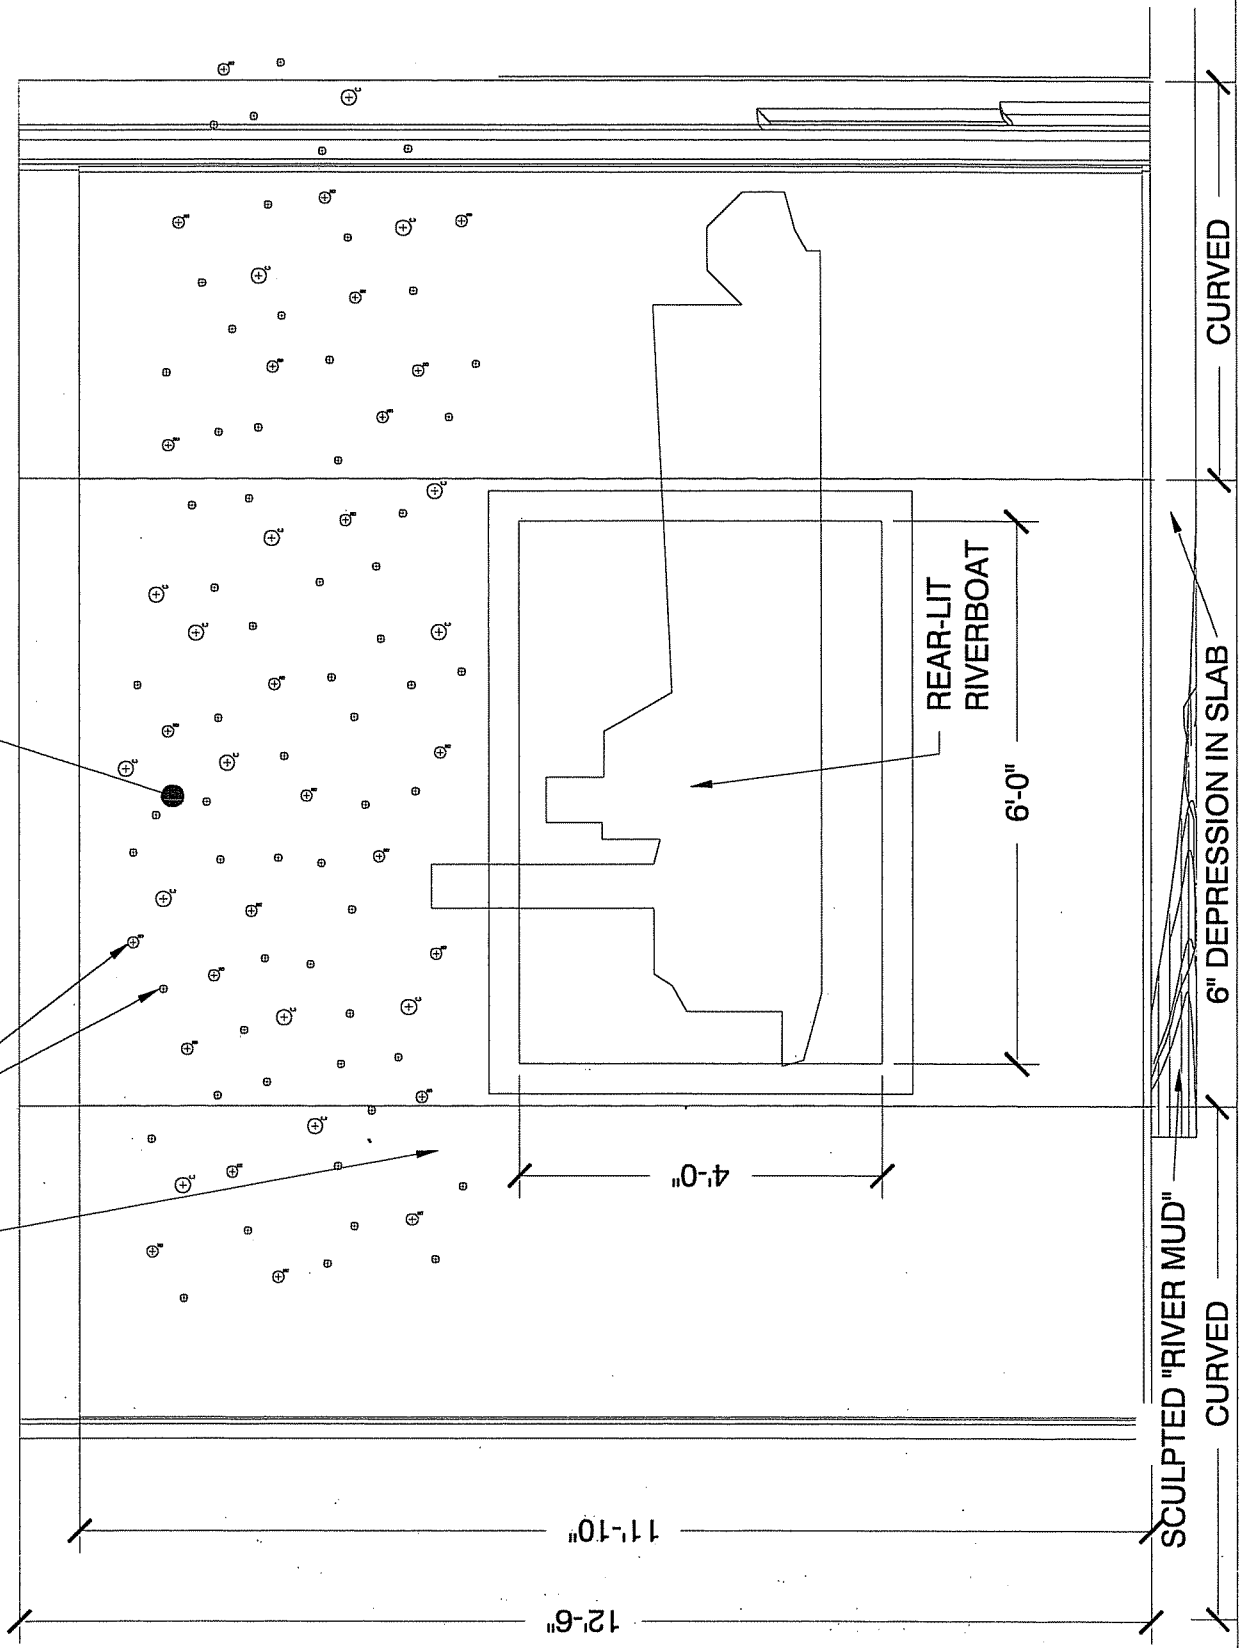 REAR-LIT
RIVERBOAT
6'-0"
4'-0"
11'-10"
12'-6"
SCULPTED "RIVER MUD"
6" DEPRESSION IN SLAB
CURVED
CURVED